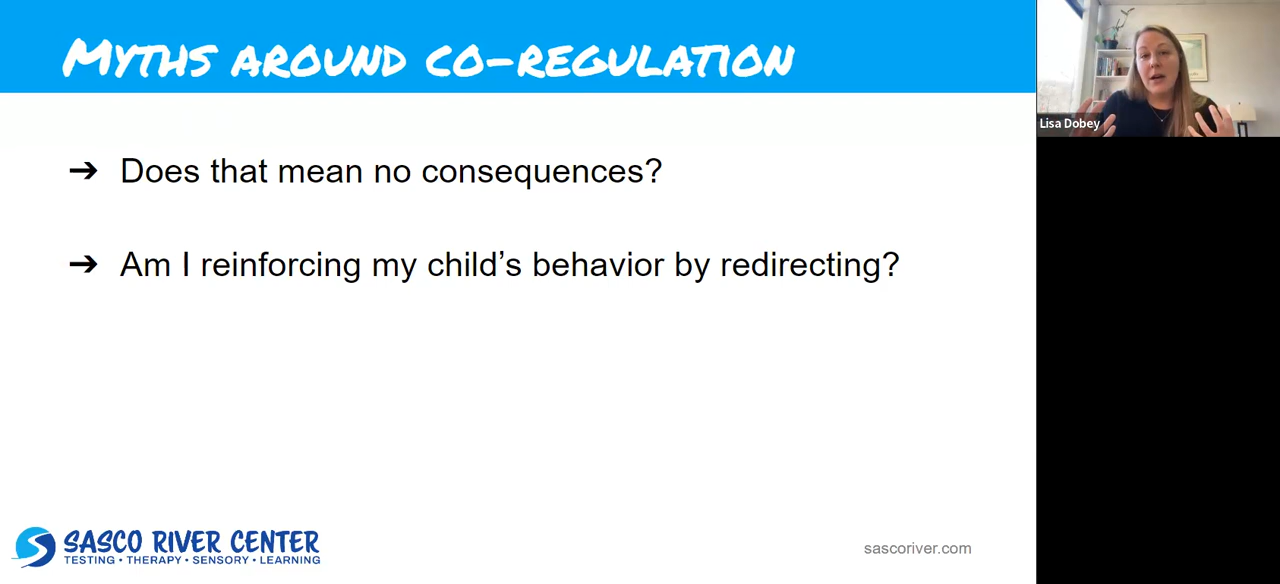 Myths around co-regulation
Lisa Dobey
➔ Does that mean no consequences?
➔ Am I reinforcing my child’s behavior by redirecting?
SASCO RIVER CENTER
TESTING • THERAPY • SENSORY • LEARNING
sascoriver.com